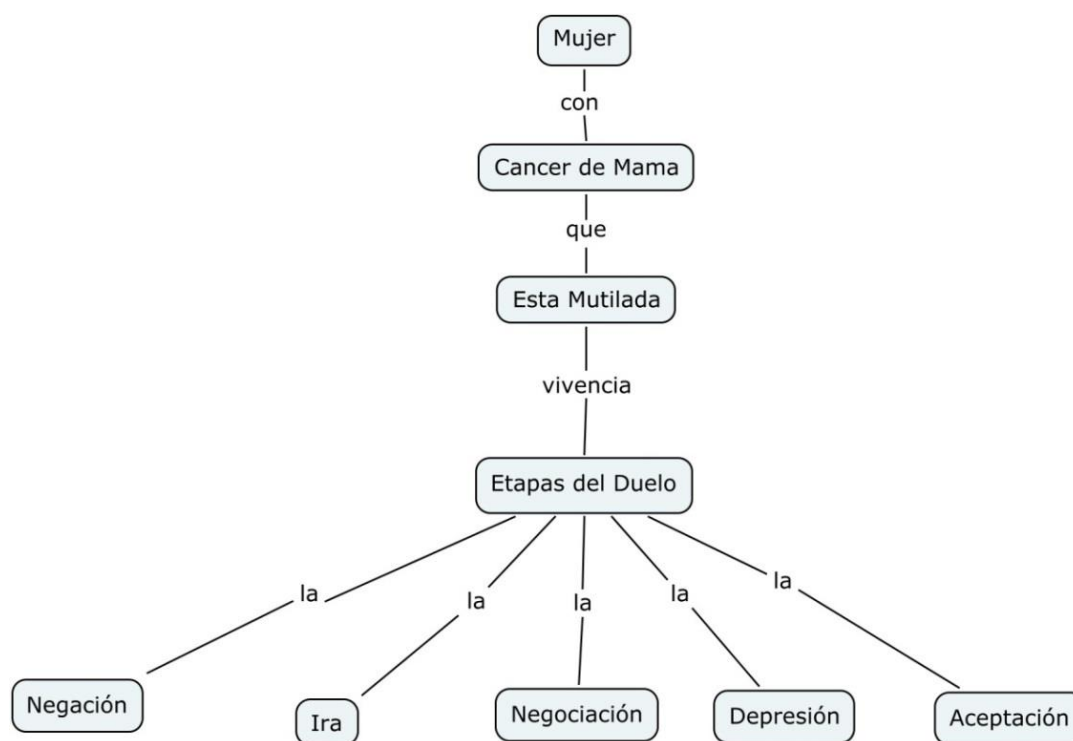 Mujer
con
Cancer de Mama
que
Esta Mutilada
vivencia
Etapas del Duelo
la
la
la
la
la
Negación
Ira
Negociación
Depresión
Aceptación